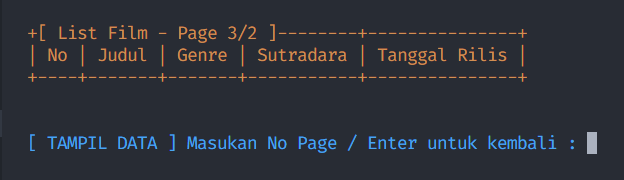 +[ List Film - Page 3/2 ]--------+---------------+
| No | Judul | Genre | Sutradara | Tanggal Rilis |
+----+-------+-------+-----------+---------------+
[ TAMPIL DATA ] Masukan No Page / Enter untuk kembali :